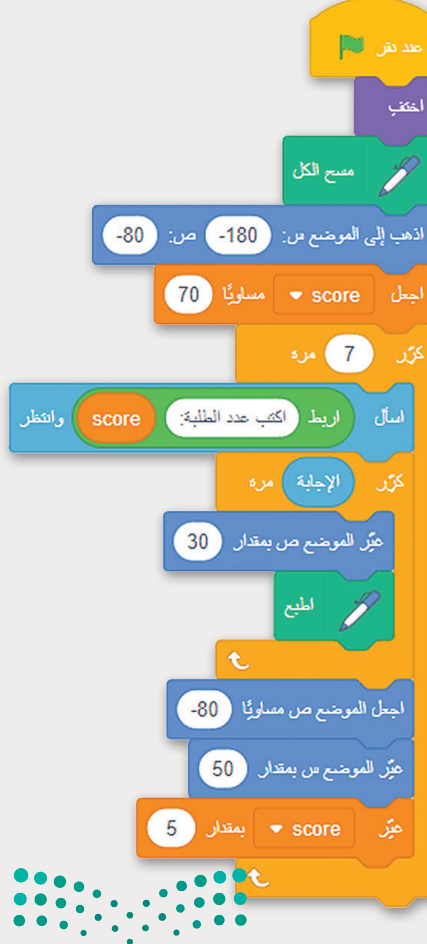 عند نقر
اختفِ
مسح الكل
اذهب إلى الموضع س: -180 ص: -80
اجعل score مساويًا 70
كرّر 7 مرة
اسأل اربط اكتب عدد الطلبة: score وانتظر
كرّر الإجابة مرة
غيّر الموضع ص بمقدار 30
اطبع
اجعل الموضع ص مساويًا -80
غيّر الموضع س بمقدار 50
غيّر score بمقدار 5